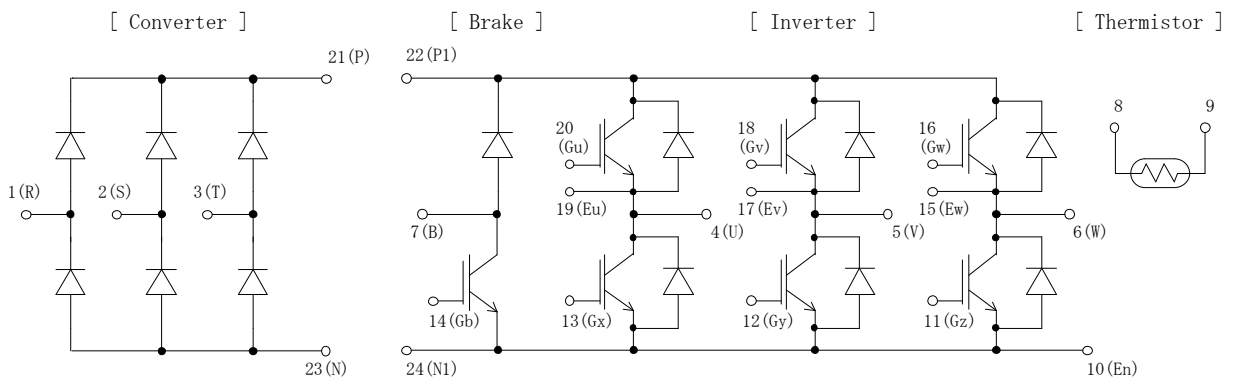 [ Converter ]
[ Brake ]
[ Inverter ]
[ Thermistor ]
21(P)
22(P1)
20
(Gu)
18
(Gv)
16
(Gw)
8
9
1(R)
2(S)
3(T)
19(Eu)
17(Ev)
15(Ew)
7(B)
4(U)
5(V)
6(W)
14(Gb)
13(Gx)
12(Gy)
11(Gz)
23(N)
24(N1)
10(En)